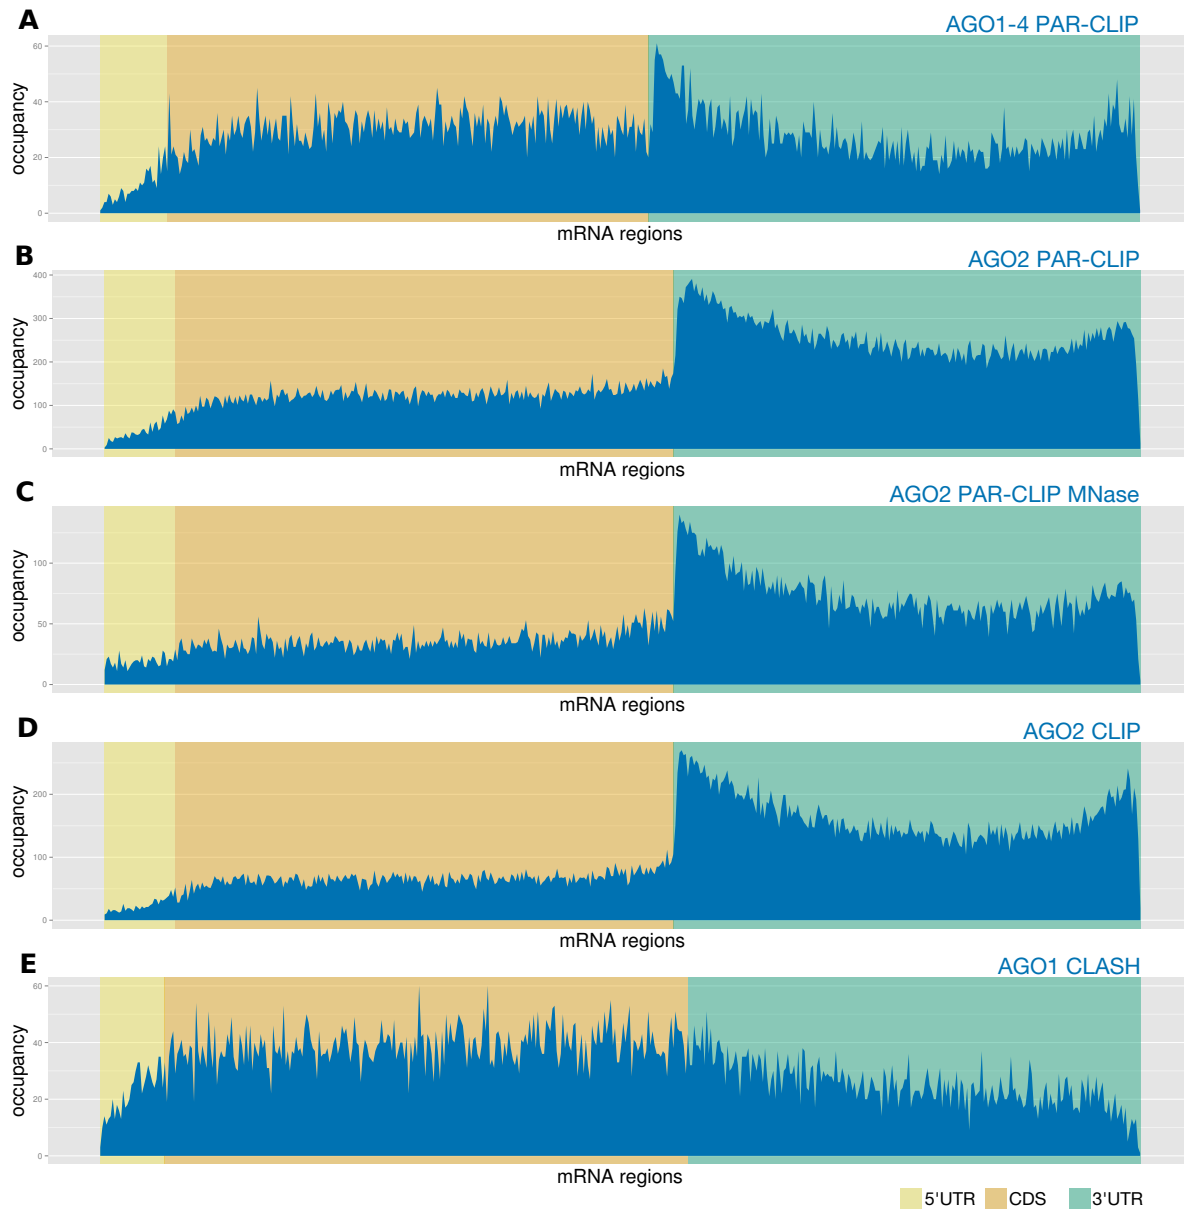 A
AGO1-4 PAR-CLIP
60
40
20
0
occupancy
mRNA regions
B
AGO2 PAR-CLIP
400
300
200
100
0
occupancy
mRNA regions
C
AGO2 PAR-CLIP MNase
100
50
0
occupancy
mRNA regions
D
AGO2 CLIP
200
100
0
occupancy
mRNA regions
E
AGO1 CLASH
60
40
20
0
occupancy
mRNA regions
5'UTR CDS 3'UTR